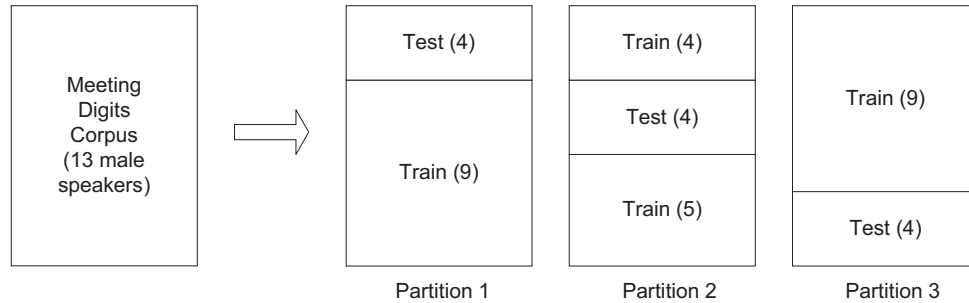 Meeting
Digits
Corpus
(13 male
speakers)
Test (4)
Train (9)
Partition 1
Train (4)
Test (4)
Train (5)
Partition 2
Train (9)
Test (4)
Partition 3